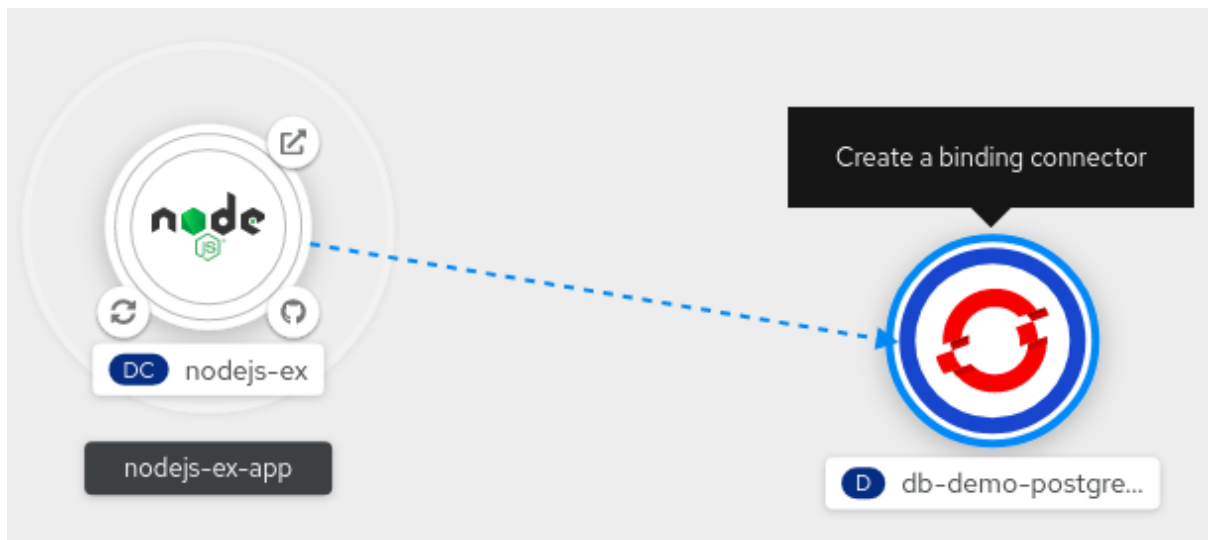 node
JS
DC nodejs-ex
nodejs-ex-app
Create a binding connector
D db-demo-postgre...